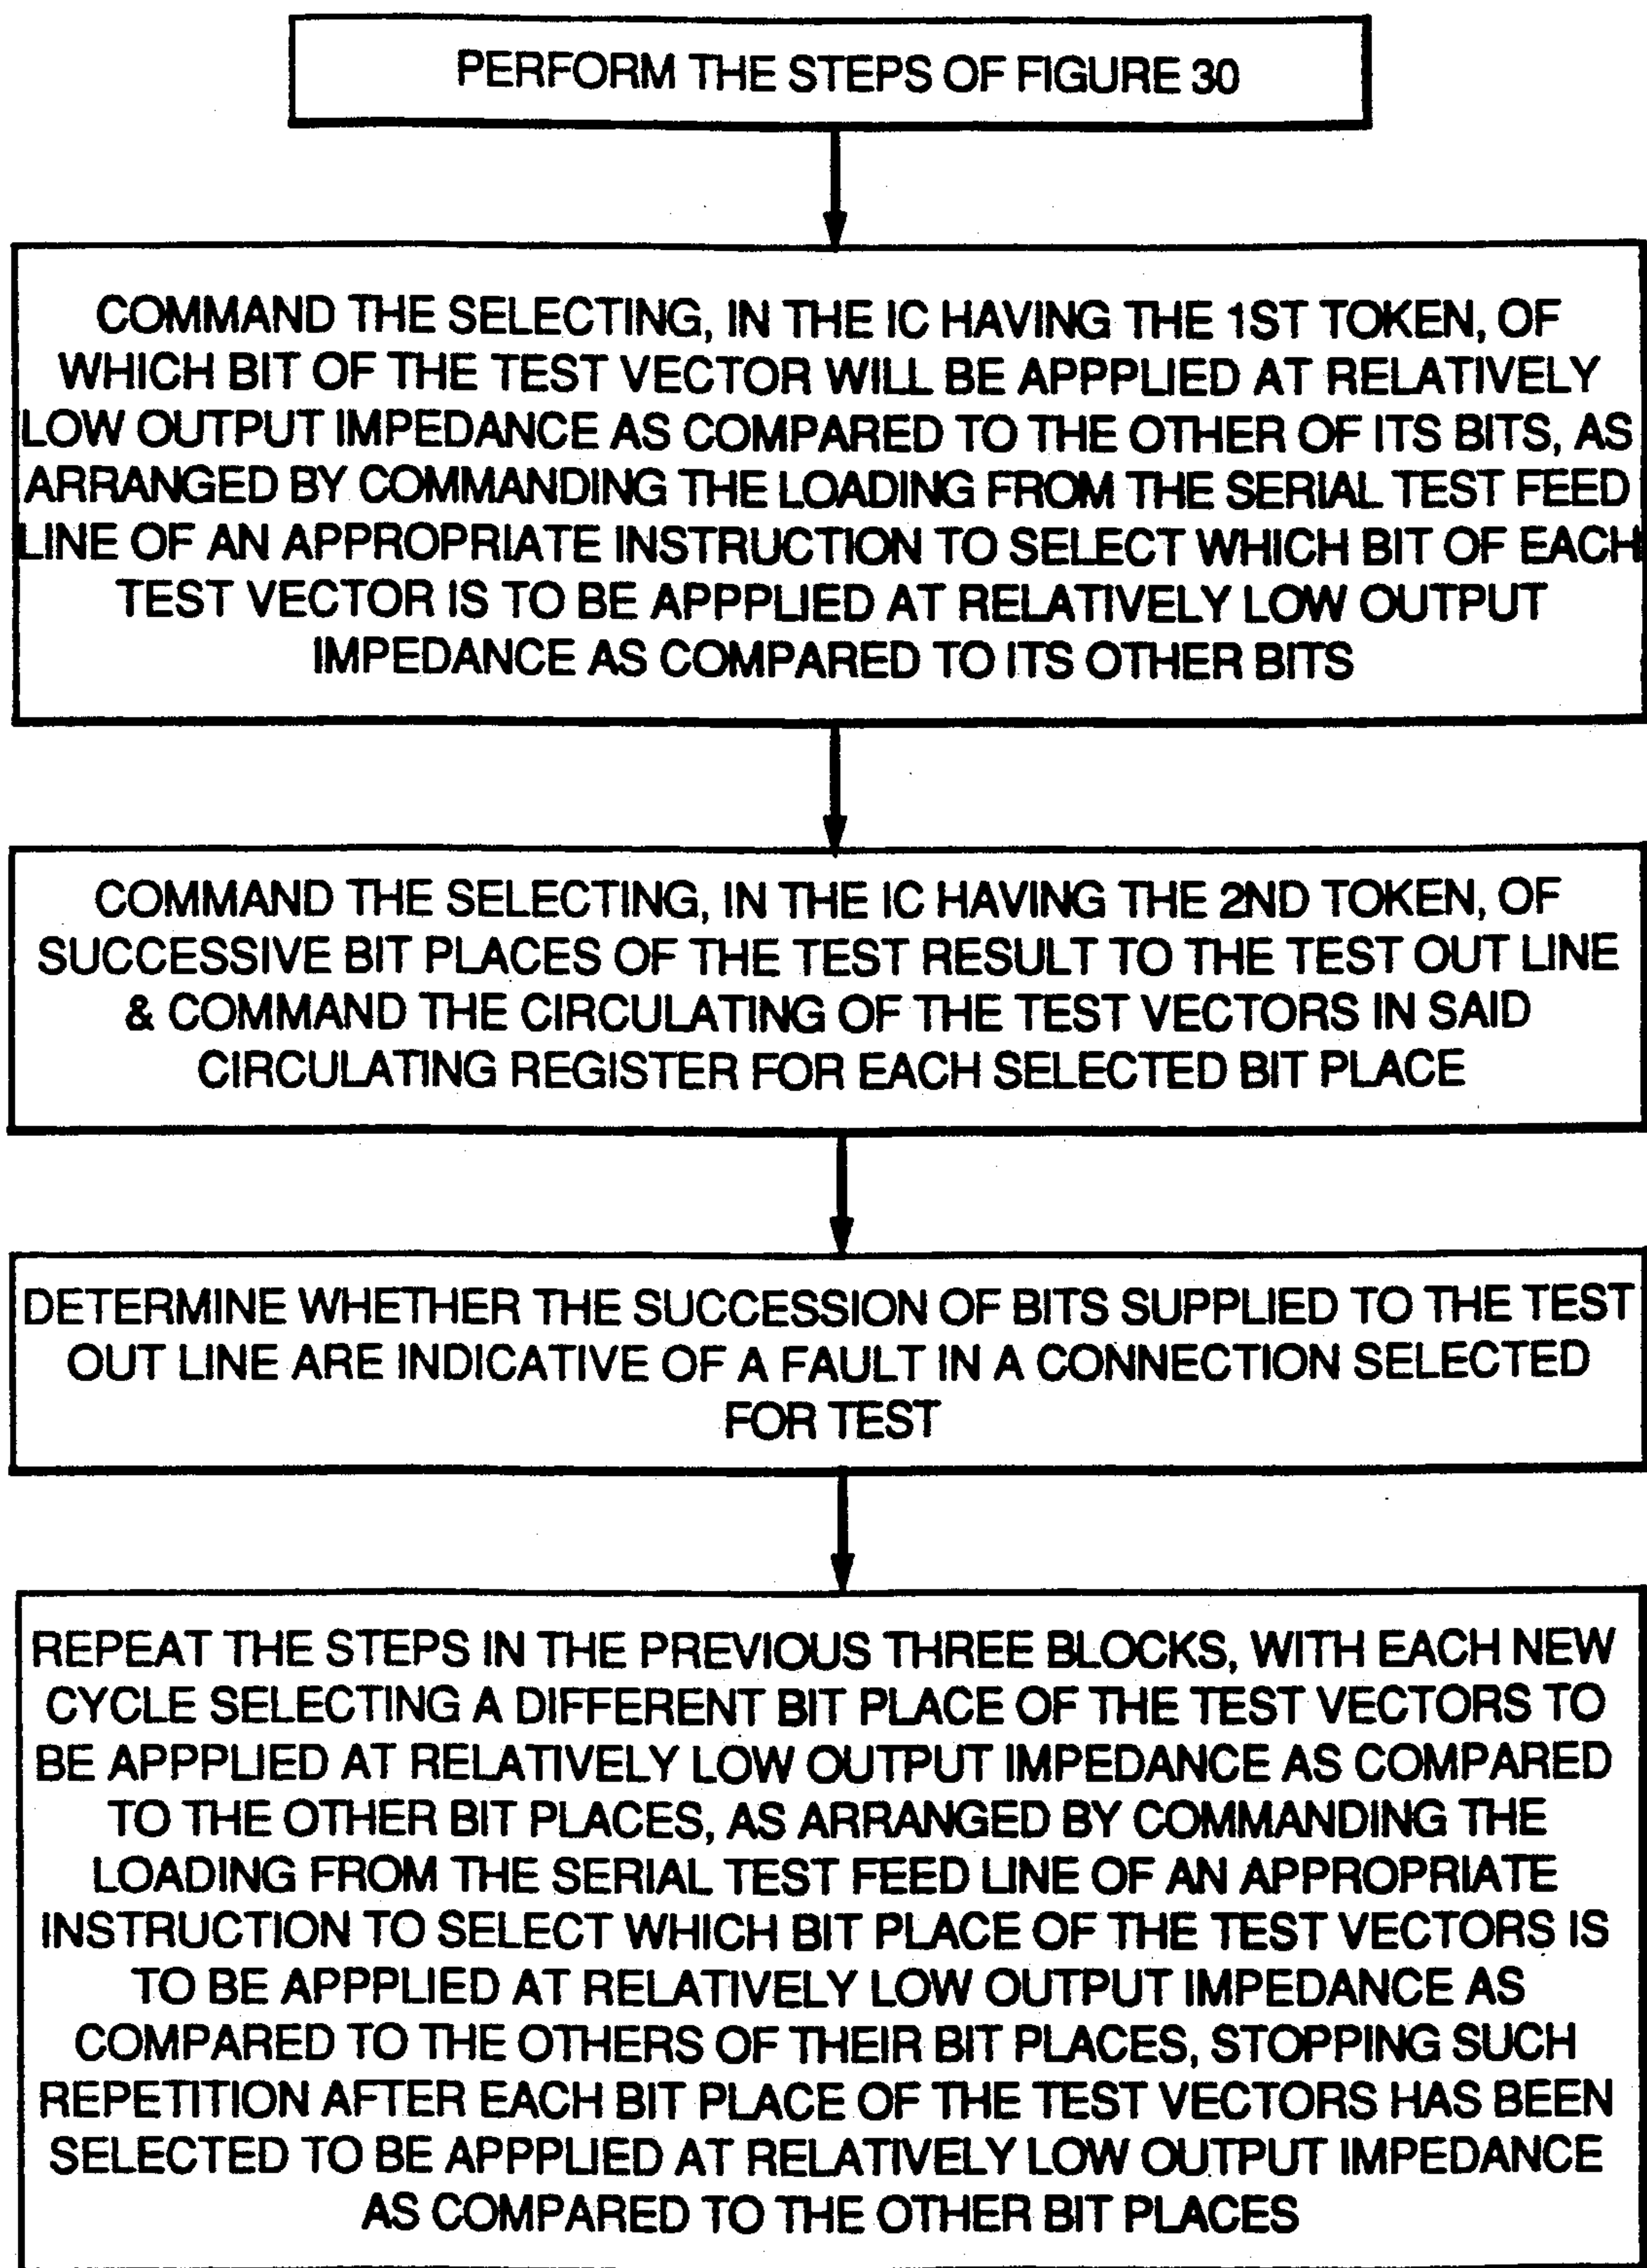 PERFORM THE STEPS OF FIGURE 30
COMMAND THE SELECTING, IN THE IC HAVING THE 1ST TOKEN, OF
WHICH BIT OF THE TEST VECTOR WILL BE APPPLIED AT RELATIVELY
LOW OUTPUT IMPEDANCE AS COMPARED TO THE OTHER OF ITS BITS, AS
ARRANGED BY COMMANDING THE LOADING FROM THE SERIAL TEST FEED
LINE OF AN APPROPRIATE INSTRUCTION TO SELECT WHICH BIT OF EACH
TEST VECTOR IS TO BE APPPLIED AT RELATIVELY LOW OUTPUT
IMPEDANCE AS COMPARED TO ITS OTHER BITS
COMMAND THE SELECTING, IN THE IC HAVING THE 2ND TOKEN, OF
SUCCESSIVE BIT PLACES OF THE TEST RESULT TO THE TEST OUT LINE
& COMMAND THE CIRCULATING OF THE TEST VECTORS IN SAID
CIRCULATING REGISTER FOR EACH SELECTED BIT PLACE
DETERMINE WHETHER THE SUCCESSION OF BITS SUPPLIED TO THE TEST
OUT LINE ARE INDICATIVE OF A FAULT IN A CONNECTION SELECTED
FOR TEST
REPEAT THE STEPS IN THE PREVIOUS THREE BLOCKS, WITH EACH NEW
CYCLE SELECTING A DIFFERENT BIT PLACE OF THE TEST VECTORS TO
BE APPPLIED AT RELATIVELY LOW OUTPUT IMPEDANCE AS COMPARED
TO THE OTHER BIT PLACES, AS ARRANGED BY COMMANDING THE
LOADING FROM THE SERIAL TEST FEED LINE OF AN APPROPRIATE
INSTRUCTION TO SELECT WHICH BIT PLACE OF THE TEST VECTORS IS
TO BE APPPLIED AT RELATIVELY LOW OUTPUT IMPEDANCE AS
COMPARED TO THE OTHERS OF THEIR BIT PLACES, STOPPING SUCH
REPETITION AFTER EACH BIT PLACE OF THE TEST VECTORS HAS BEEN
SELECTED TO BE APPPLIED AT RELATIVELY LOW OUTPUT IMPEDANCE
AS COMPARED TO THE OTHER BIT PLACES